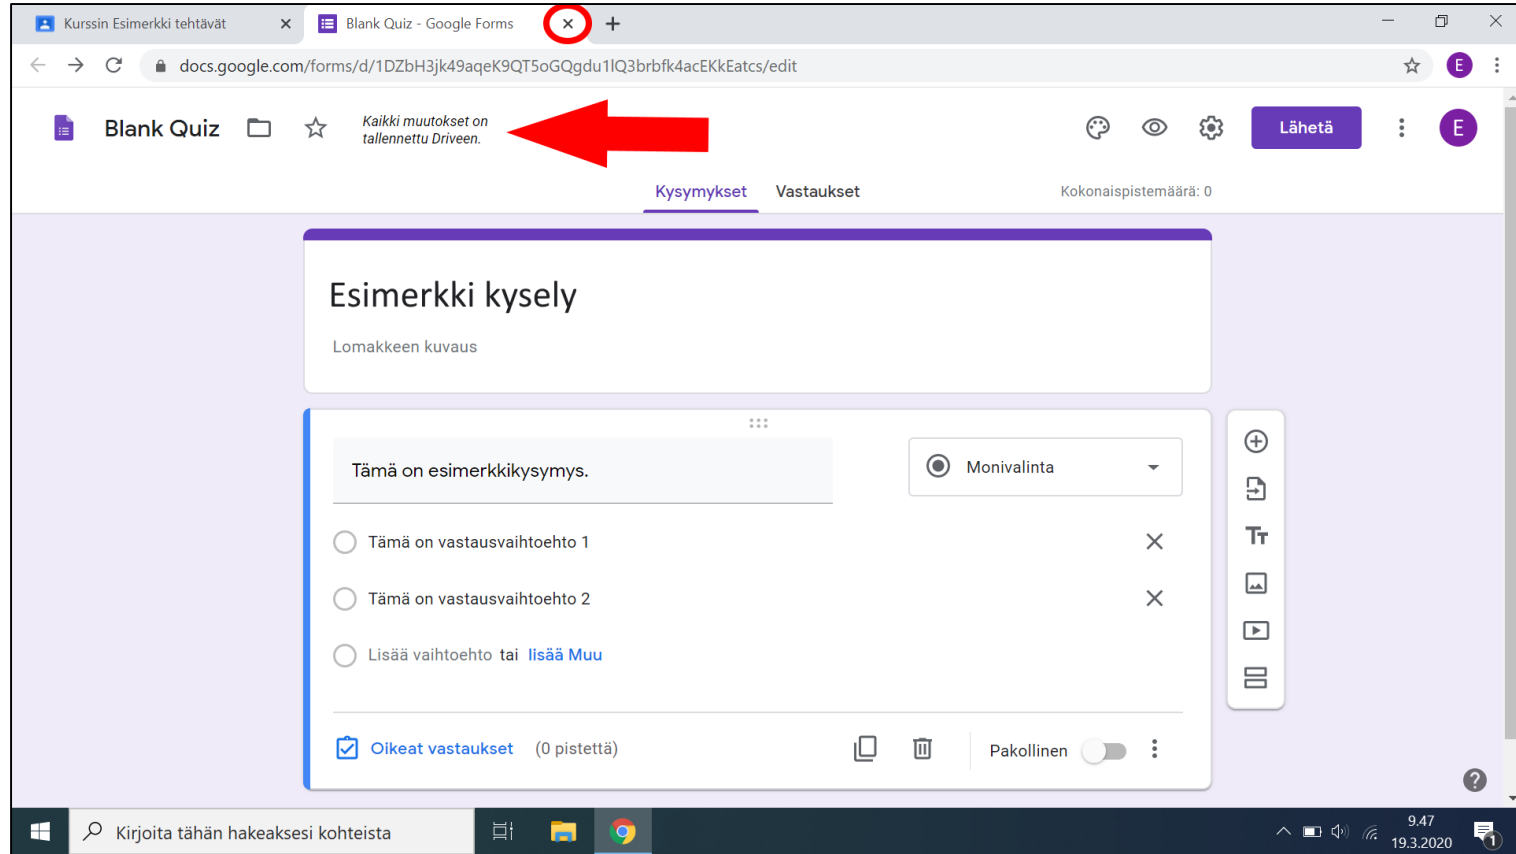 Kurssin Esimerkki tehtävät
Blank Quiz - Google Forms
docs.google.com/forms/d/1DZbH3jk49aqeK9QT5oGQgdu1lQ3brbfk4acEKkEatcs/edit
E
Blank Quiz
Kaikki muutokset on
tallennettu Driveen.
Lähetä
E
Kysymykset
Vastaukset
Kokonaispistemäärä: 0
Esimerkki kysely
Lomakkeen kuvaus
Tämä on esimerkkikysymys.
Monivalinta
Tämä on vastausvaihtoehto 1
Tämä on vastausvaihtoehto 2
Lisää vaihtoehto tai lisää Muu
Oikeat vastaukset (0 pistettä)
Pakollinen
Kirjoita tähän hakeaksesi kohteista
9.47
19.3.2020
1